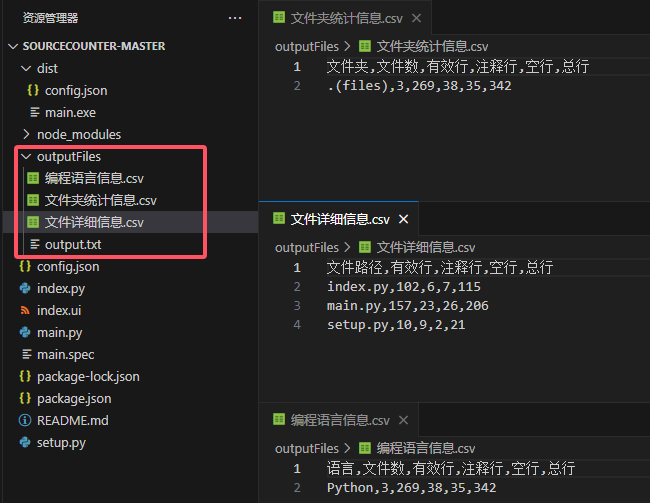 资源管理器
SOURCECOUNTER-MASTER
dist
config.json
main.exe
node_modules
outputFiles
编程语言信息.csv
文件夹统计信息.csv
文件详细信息.csv
output.txt
config.json
index.py
index.ui
main.py
main.spec
package-lock.json
package.json
README.md
setup.py
文件夹统计信息.csv
outputFiles > 文件夹统计信息.csv
1 文件夹,文件数,有效行,注释行,空行,总行
2 .(files),3,269,38,35,342
文件详细信息.csv
outputFiles > 文件详细信息.csv
1 文件路径,有效行,注释行,空行,总行
2 index.py,102,6,7,115
3 main.py,157,23,26,206
4 setup.py,10,9,2,21
编程语言信息.csv
outputFiles > 编程语言信息.csv
1 语言,文件数,有效行,注释行,空行,总行
2 Python,3,269,38,35,342